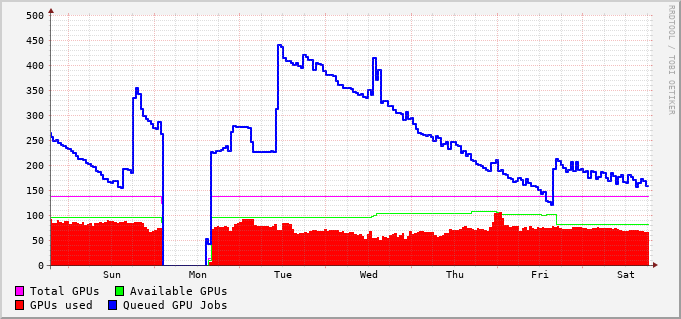 500
450
400
350
300
250
200
150
100
50
0
Sun Mon Tue Wed Thu Fri Sat
Total GPUs Available GPUs
GPUs used Queued GPU Jobs
RRDTOOL / TOBI OETIKER